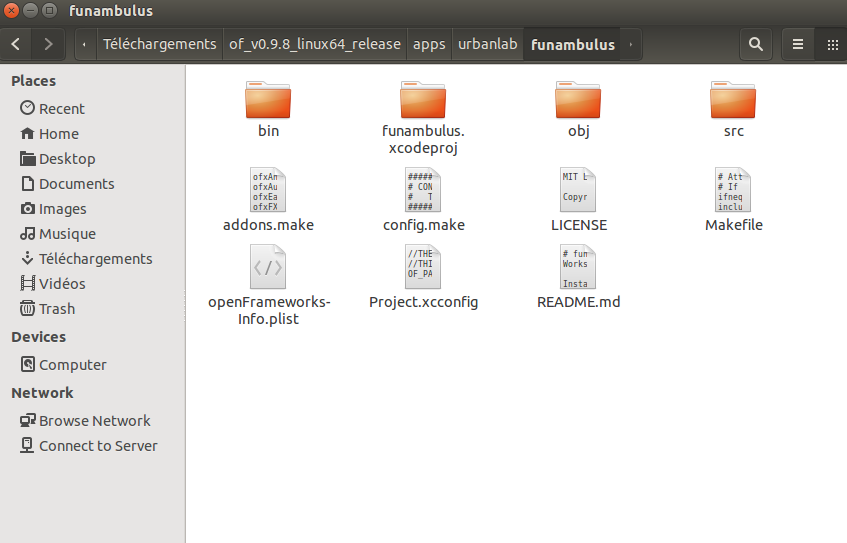 funambulus
Téléchargements of_v0.9.8_linux64_release apps urbanlab funambulus
Places
Recent
Home
Desktop
Documents
Images
Musique
Téléchargements
Vidéos
Trash
Devices
Computer
Network
Browse Network
Connect to Server
bin
funambulus.
xcodeproj
obj
src
ofxAn
ofxAu
ofxEa
ofxFX
addons.make
#####
# CON
# T
#####
config.make
MIT L
Copyr
LICENSE
# Att
# If
ifneq
inclu
Makefile
</>
openFrameworks-
Info.plist
//THE
//THI
OF_PA
Project.xcconfig
# fun
Works
Insta
README.md